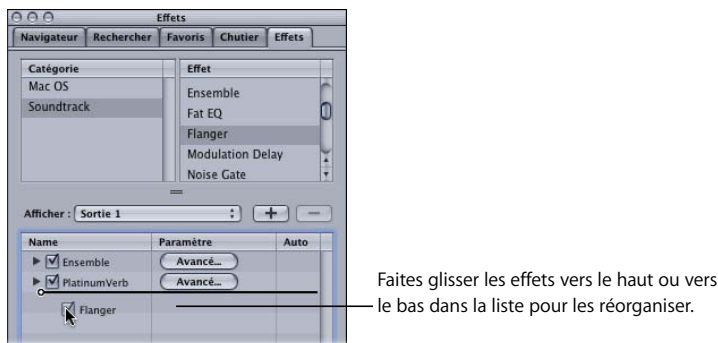 Effets
Navigateur Rechercher Favoris Chutier Effets
Catégorie Effet
Mac OS
Soundtrack
Ensemble
Fat EQ
Flanger
Modulation Delay
Noise Gate
Afficher : Sortie 1 + −
Name Paramètre Auto
Ensemble Avancé...
PlatinumVerb Avancé...
Flanger
Faites glisser les effets vers le haut ou vers
le bas dans la liste pour les réorganiser.